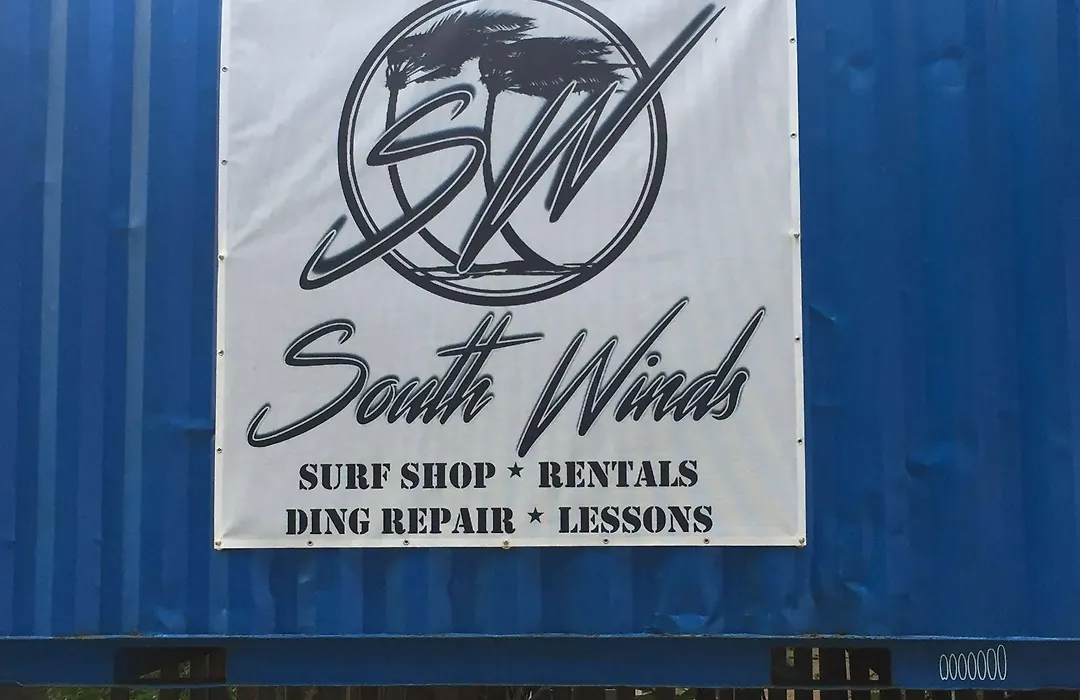 SW
South Winds
SURF SHOP ★ RENTALS
DING REPAIR ★ LESSONS